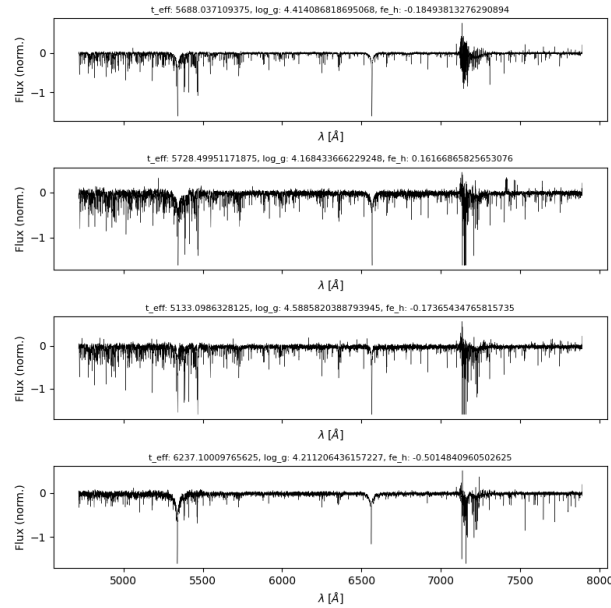 t_eff: 5688.037109375, log_g: 4.414086818695068, fe_h: -0.18493813276290894
Flux (norm.)
0
−1
λ [Å]
t_eff: 5728.49951171875, log_g: 4.168433666229248, fe_h: 0.16166865825653076
Flux (norm.)
0
−1
λ [Å]
t_eff: 5133.0986328125, log_g: 4.5885820388793945, fe_h: -0.17365434765815735
Flux (norm.)
0
−1
λ [Å]
t_eff: 6237.10009765625, log_g: 4.211206436157227, fe_h: -0.5014840960502625
Flux (norm.)
0
−1
5000 5500 6000 6500 7000 7500 8000
λ [Å]